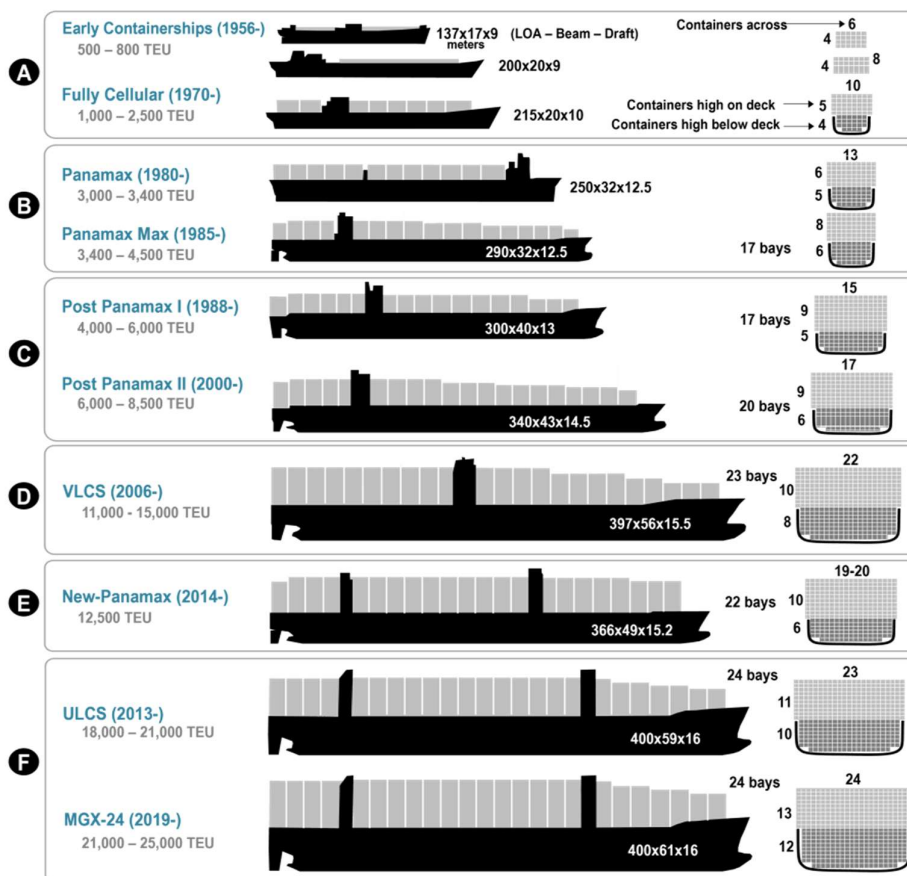 A
Early Containerships (1956-)
500 – 800 TEU
137x17x9
meters
(LOA – Beam – Draft)
200x20x9
Containers across
6
4
4
8
Fully Cellular (1970-)
1,000 – 2,500 TEU
215x20x10
10
Containers high on deck
5
Containers high below deck
4
B
Panamax (1980-)
3,000 – 3,400 TEU
250x32x12.5
13
6
5
Panamax Max (1985-)
3,400 – 4,500 TEU
290x32x12.5
17 bays
8
6
C
Post Panamax I (1988-)
4,000 – 6,000 TEU
300x40x13
17 bays
15
9
5
Post Panamax II (2000-)
6,000 – 8,500 TEU
340x43x14.5
20 bays
17
9
6
D
VLCS (2006-)
11,000 - 15,000 TEU
397x56x15.5
23 bays
22
10
8
E
New-Panamax (2014-)
12,500 TEU
366x49x15.2
22 bays
19-20
10
6
F
ULCS (2013-)
18,000 – 21,000 TEU
400x59x16
24 bays
23
11
10
MGX-24 (2019-)
21,000 – 25,000 TEU
400x61x16
24 bays
24
13
12